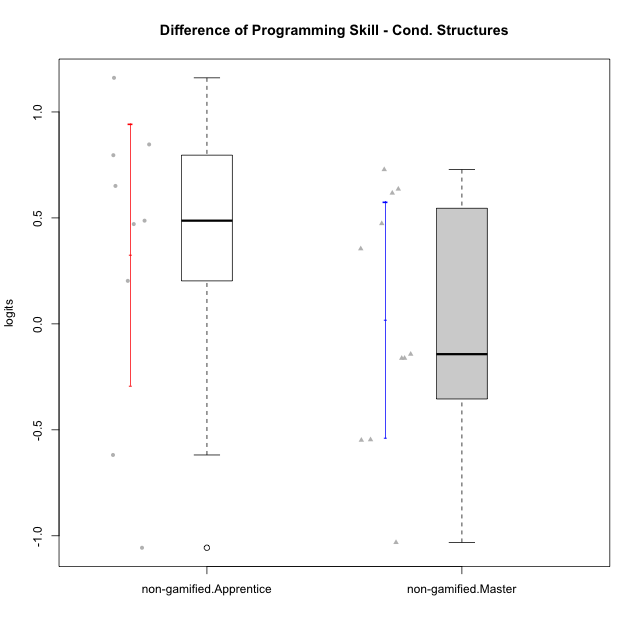 Difference of Programming Skill - Cond. Structures
logits
1.0
0.5
0.0
-0.5
-1.0
non-gamified.Apprentice
non-gamified.Master